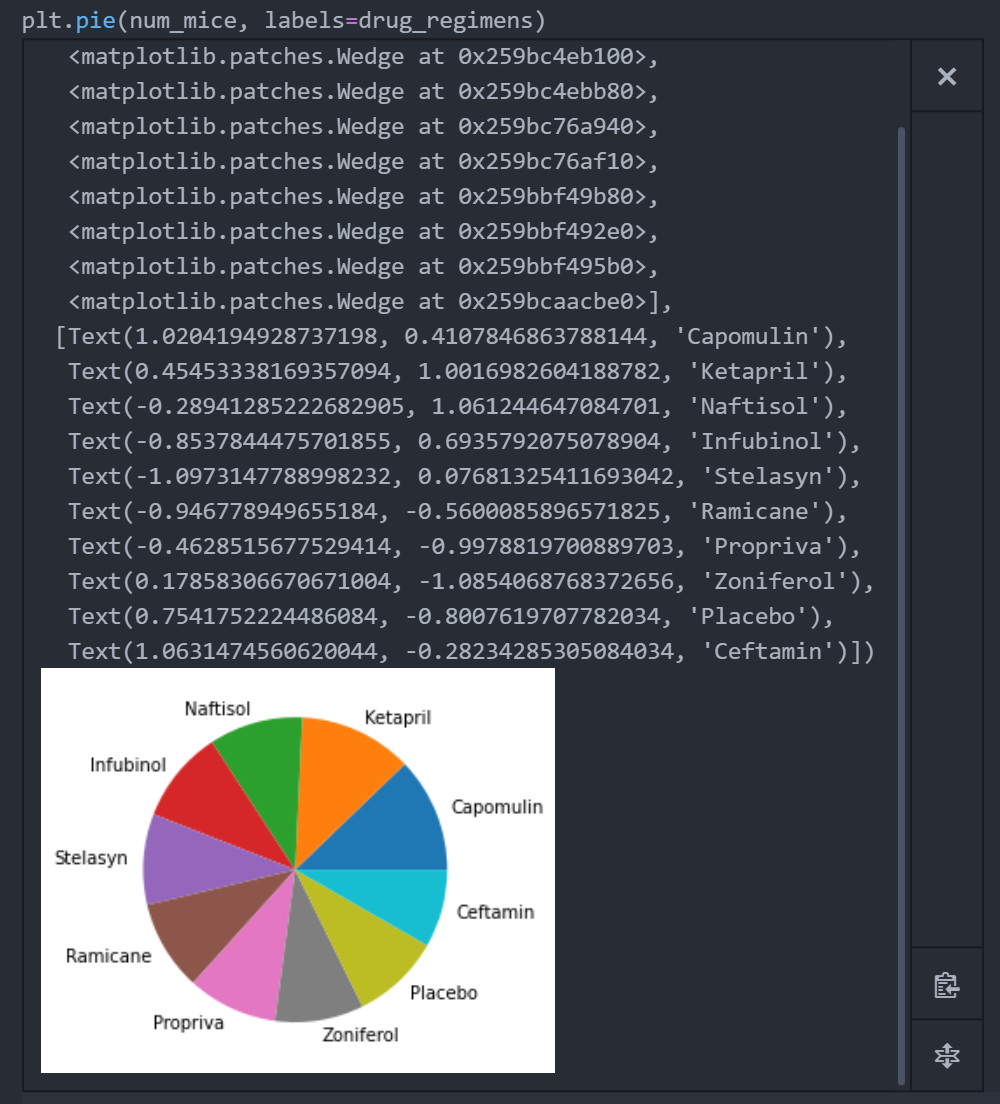 plt.pie(num_mice, labels=drug_regimens)
<matplotlib.patches.Wedge at 0x259bc4eb100>,
<matplotlib.patches.Wedge at 0x259bc4ebb80>,
<matplotlib.patches.Wedge at 0x259bc76a940>,
<matplotlib.patches.Wedge at 0x259bc76af10>,
<matplotlib.patches.Wedge at 0x259bbf49b80>,
<matplotlib.patches.Wedge at 0x259bbf492e0>,
<matplotlib.patches.Wedge at 0x259bbf495b0>,
<matplotlib.patches.Wedge at 0x259bcaacbe0>],
[Text(1.0204194928737198, 0.4107846863788144, 'Capomulin'),
Text(0.45453338169357094, 1.0016982604188782, 'Ketapril'),
Text(-0.28941285222682905, 1.061244647084701, 'Naftisol'),
Text(-0.8537844475701855, 0.6935792075078904, 'Infubinol'),
Text(-1.0973147788998232, 0.07681325411693042, 'Stelasyn'),
Text(-0.946778949655184, -0.5600085896571825, 'Ramicane'),
Text(-0.4628515677529414, -0.9978819700889703, 'Propriva'),
Text(0.17858306670671004, -1.0854068768372656, 'Zoniferol'),
Text(0.7541752224486084, -0.8007619707782034, 'Placebo'),
Text(1.0631474560620044, -0.28234285305084034, 'Ceftamin')])
Naftisol
Ketapril
Infubinol
Capomulin
Stelasyn
Ceftamin
Ramicane
Placebo
Propriva
Zoniferol